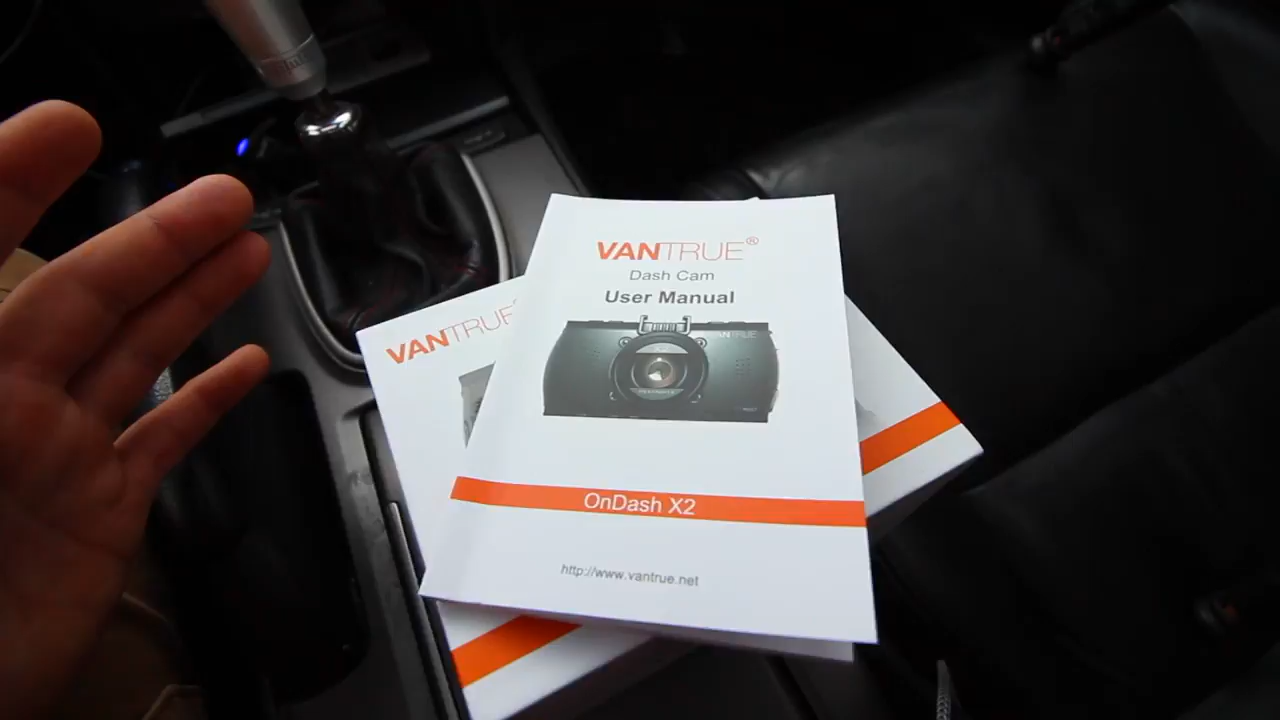 VANTRUE®
Dash Cam
User Manual
VANTRUE
OnDash X2
http://www.vantrue.net
VANTRUE